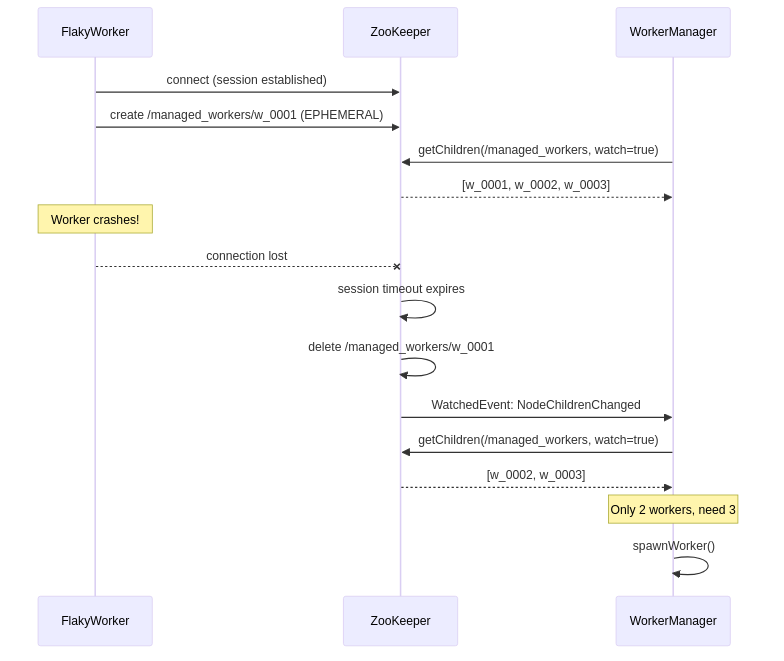 FlakyWorker
ZooKeeper
WorkerManager
connect (session established)
create /managed_workers/w_0001 (EPHEMERAL)
getChildren(/managed_workers, watch=true)
[w_0001, w_0002, w_0003]
Worker crashes!
connection lost
session timeout expires
delete /managed_workers/w_0001
WatchedEvent: NodeChildrenChanged
getChildren(/managed_workers, watch=true)
[w_0002, w_0003]
Only 2 workers, need 3
spawnWorker()
FlakyWorker
ZooKeeper
WorkerManager